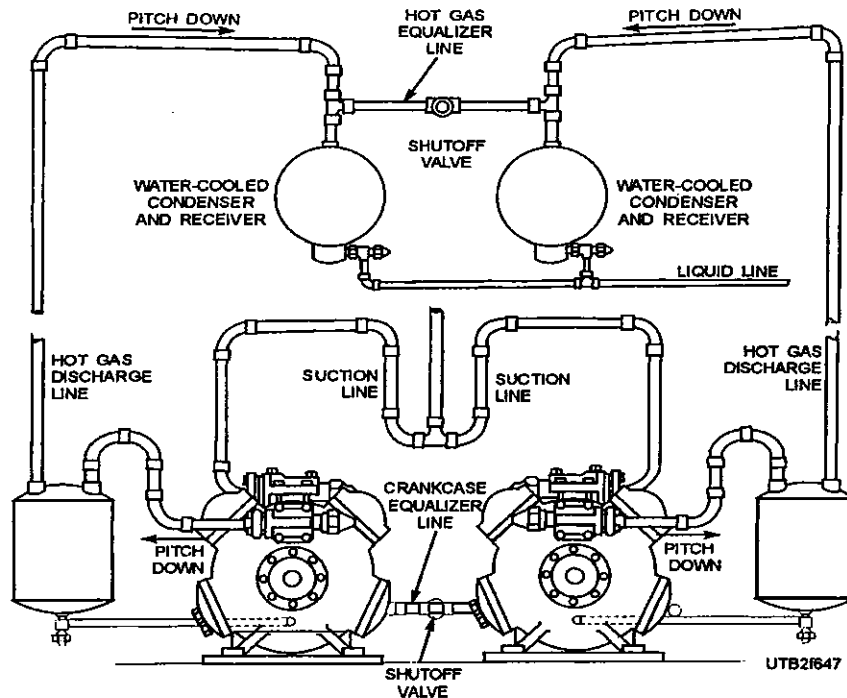 PITCH DOWN
HOT GAS
EQUALIZER
LINE
PITCH DOWN
SHUTOFF
VALVE
WATER-COOLED
CONDENSER
AND RECEIVER
WATER-COOLED
CONDENSER
AND RECEIVER
LIQUID LINE
HOT GAS
DISCHARGE
LINE
SUCTION
LINE
SUCTION
LINE
HOT GAS
DISCHARGE
LINE
CRANKCASE
EQUALIZER
LINE
PITCH
DOWN
PITCH
DOWN
SHUTOFF
VALVE
UTB2f647